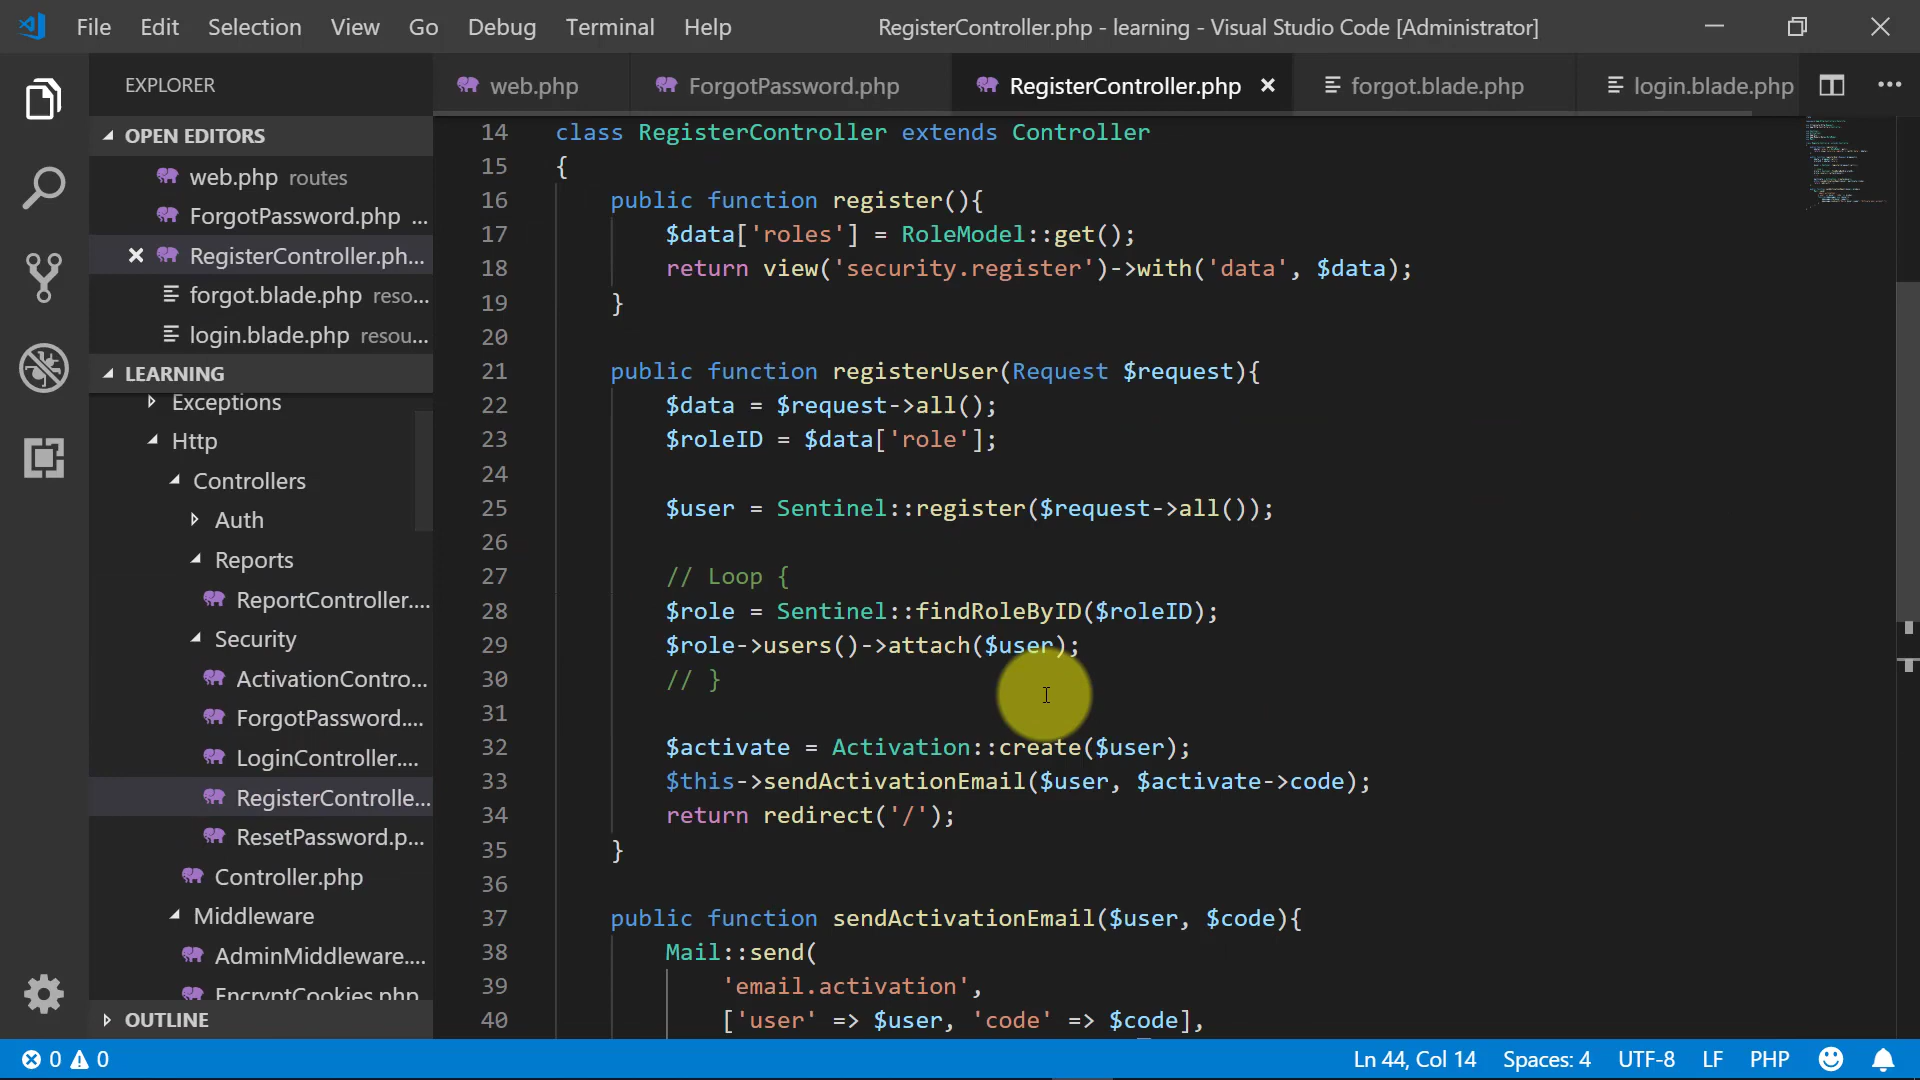 File Edit Selection View Go Debug Terminal Help RegisterController.php - learning - Visual Studio Code [Administrator]
EXPLORER
web.php ForgotPassword.php RegisterController.php forgot.blade.php login.blade.php
OPEN EDITORS
web.php routes
ForgotPassword.php ...
RegisterController.ph...
forgot.blade.php reso...
login.blade.php resou...
LEARNING
Exceptions
Http
Controllers
Auth
Reports
ReportController....
Security
ActivationContro...
ForgotPassword....
LoginController....
RegisterControlle...
ResetPassword.p...
Controller.php
Middleware
AdminMiddleware....
EncryptCookies.php
OUTLINE
14 class RegisterController extends Controller
15 {
16 public function register(){
17 $data['roles'] = RoleModel::get();
18 return view('security.register')->with('data', $data);
19 }
20
21 public function registerUser(Request $request){
22 $data = $request->all();
23 $roleID = $data['role'];
24
25 $user = Sentinel::register($request->all());
26
27 // Loop {
28 $role = Sentinel::findRoleByID($roleID);
29 $role->users()->attach($user);
30 // }
31
32 $activate = Activation::create($user);
33 $this->sendActivationEmail($user, $activate->code);
34 return redirect('/');
35 }
36
37 public function sendActivationEmail($user, $code){
38 Mail::send(
39 'email.activation',
40 ['user' => $user, 'code' => $code],
0 0 Ln 44, Col 14 Spaces: 4 UTF-8 LF PHP